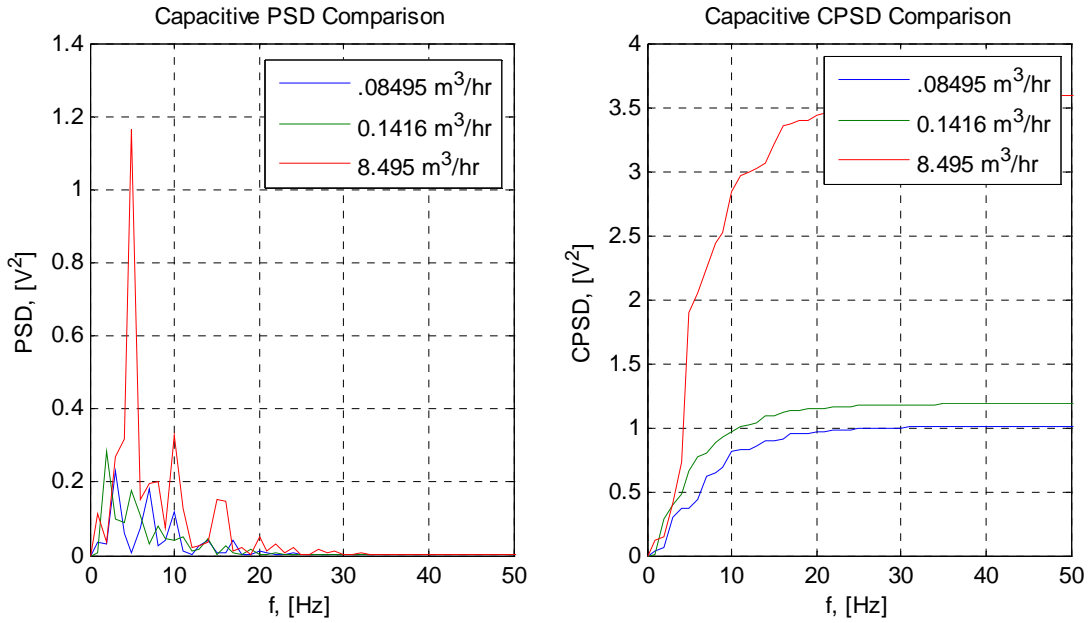 Capacitive PSD Comparison
1.4
1.2
1
0.8
0.6
0.4
0.2
0
PSD, [V²]
.08495 m³/hr
0.1416 m³/hr
8.495 m³/hr
0 10 20 30 40 50
f, [Hz]
Capacitive CPSD Comparison
4
3.5
3
2.5
2
1.5
1
0.5
0
CPSD, [V²]
.08495 m³/hr
0.1416 m³/hr
8.495 m³/hr
0 10 20 30 40 50
f, [Hz]